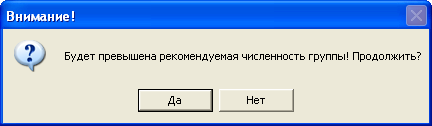 Внимание!
Будет превышена рекомендуемая численность группы! Продолжить?
Да
Нет